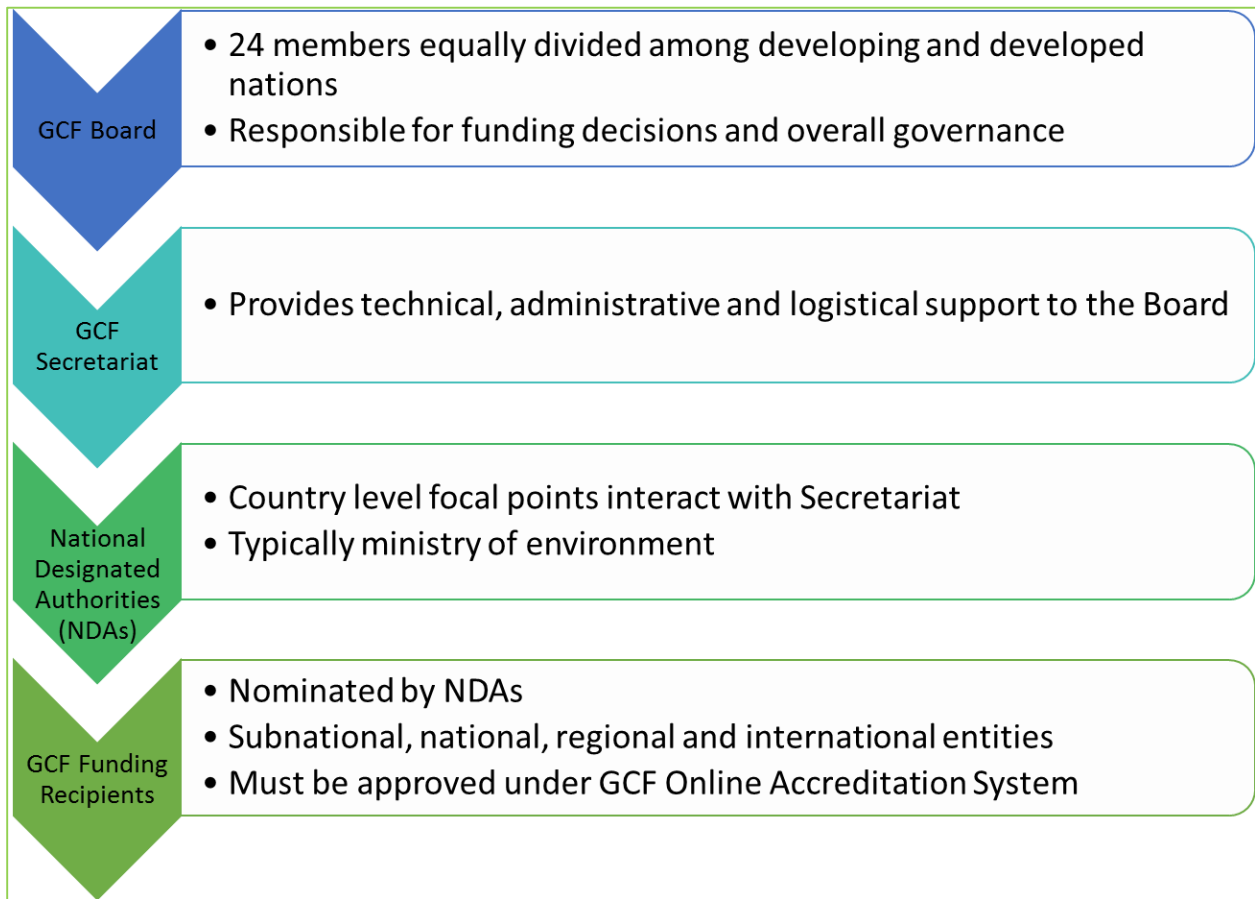 GCF Board
• 24 members equally divided among developing and developed
nations
• Responsible for funding decisions and overall governance
GCF
Secretariat
• Provides technical, administrative and logistical support to the Board
National
Designated
Authorities
(NDAs)
• Country level focal points interact with Secretariat
• Typically ministry of environment
GCF Funding
Recipients
• Nominated by NDAs
• Subnational, national, regional and international entities
• Must be approved under GCF Online Accreditation System